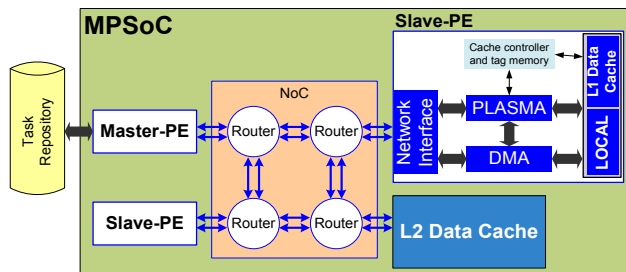 MPSoC
Slave-PE
Cache controller
and tag memory
L1 Data
Cache
Task
Repository
NoC
Master-PE
Router
Router
Network
Interface
PLASMA
DMA
LOCAL
Slave-PE
Router
Router
L2 Data Cache